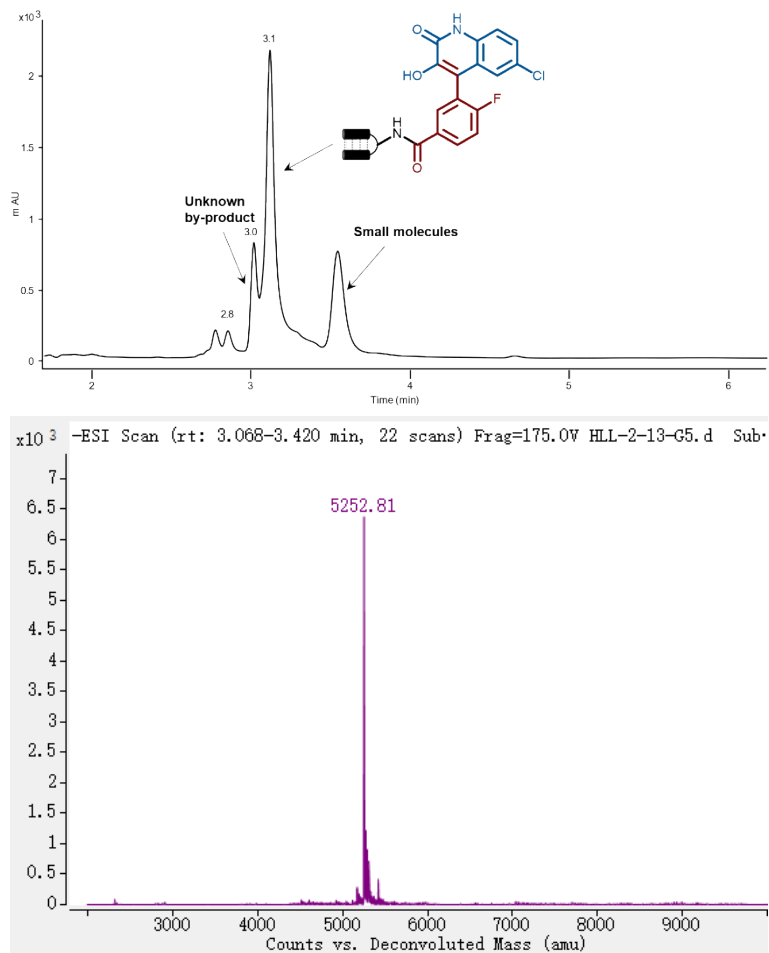 x10³
3.1
2
1.5
1
0.5
0
m AU
Unknown
by-product
3.0
2.8
Small molecules
2
3
4
5
6
Time (min)
H
N
O
HO
Cl
F
H
N
O
x10 3
-ESI Scan (rt: 3.068-3.420 min, 22 scans) Frag=175.0V HLL-2-13-G5.d Sub
7
6.5
6
5.5
5
4.5
4
3.5
3
2.5
2
1.5
1
0.5
0
5252.81
3000
4000
5000
6000
7000
8000
9000
Counts vs. Deconvoluted Mass (amu)